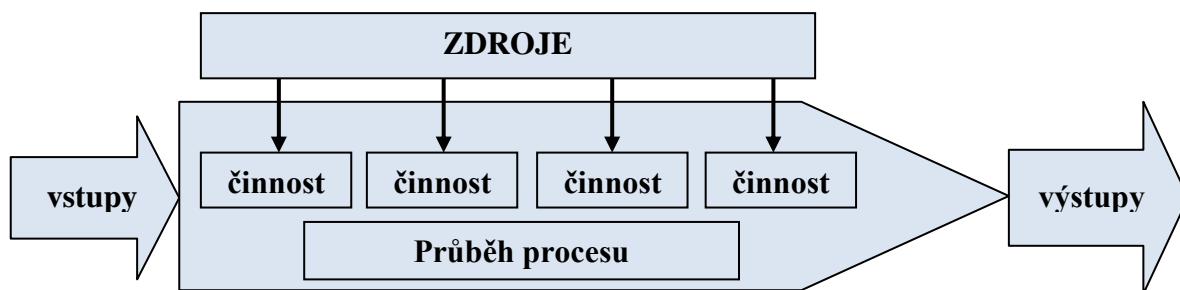 ZDROJE
činnost činnost činnost činnost
vstupy
výstupy
Průběh procesu